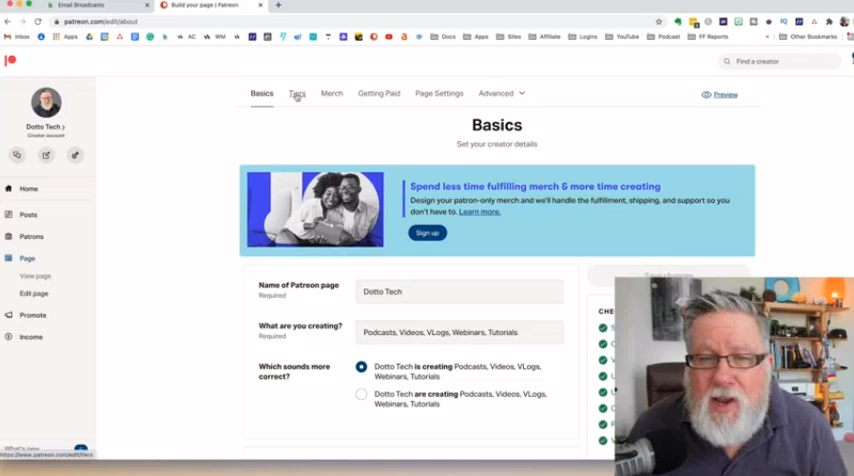 Email Broadcasts
Build your page | Patreon
patreon.com/edit/about
Inbox
Apps
AC
WM
Docs
Apps
Sites
Affiliate
Logins
YouTube
Podcast
FF Reports
Other Bookmarks
Find a creator
Dotto Tech
Creator account
Home
Posts
Patrons
Page
View page
Edit page
Promote
Income
https://www.patreon.com/edit/tiers
Basics
Tiers
Merch
Getting Paid
Page Settings
Advanced
Preview
Basics
Set your creator details
Spend less time fulfilling merch & more time creating
Design your patron-only merch and we'll handle the fulfillment, shipping, and support so you
don't have to. Learn more.
Sign up
Name of Patreon page
Required
Dotto Tech
What are you creating?
Required
Podcasts, Videos, VLogs, Webinars, Tutorials
Which sounds more
correct?
Dotto Tech is creating Podcasts, Videos, VLogs,
Webinars, Tutorials
Dotto Tech are creating Podcasts, Videos, VLogs,
Webinars, Tutorials
Save changes